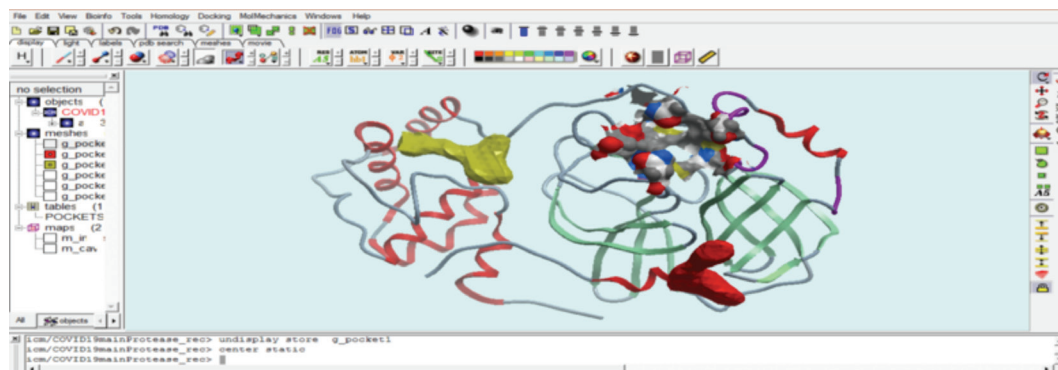 File Edit View Bioinfo Tools Homology Docking MolMechanics Windows Help
display light labels pdb search meshes movie
no selection
objects (
COVID1
a
meshes
g_pocke
g_pocke
g_pocke
g_pocke
g_pocke
g_pocke
tables (1
POCKETS
maps (2
m_ir
m_cav
All objects
icm/COVID19mainProtease_rec> undisplay store g_pocket1
icm/COVID19mainProtease_rec> center static
icm/COVID19mainProtease_rec>